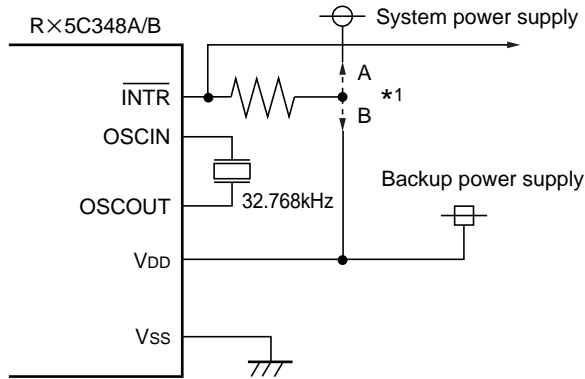 System power supply
R×5C348A/B
A
INTR
*1
B
OSCIN
Backup power supply
OSCOUT
32.768kHz
VDD
VSS